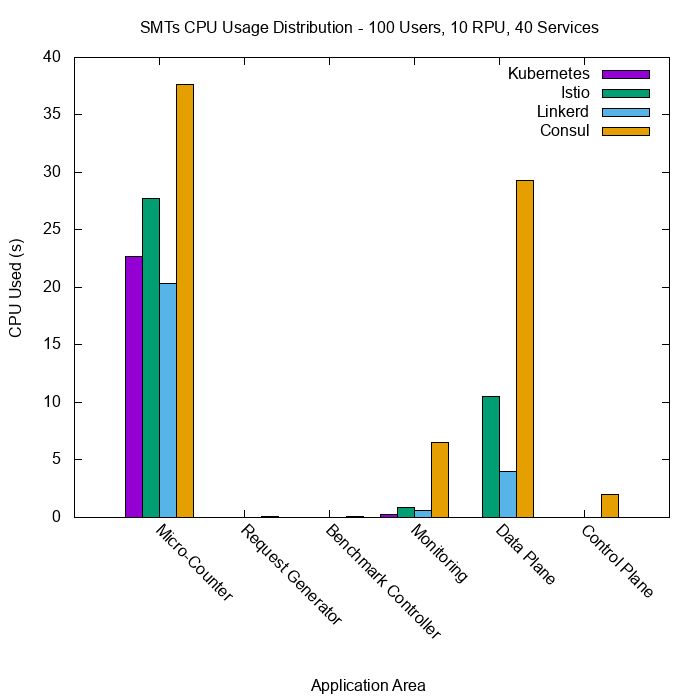 SMTs CPU Usage Distribution - 100 Users, 10 RPU, 40 Services
Kubernetes
Istio
Linkerd
Consul
CPU Used (s)
40
35
30
25
20
15
10
5
0
Micro-Counter
Request Generator
Benchmark Controller
Monitoring
Data Plane
Control Plane
Application Area